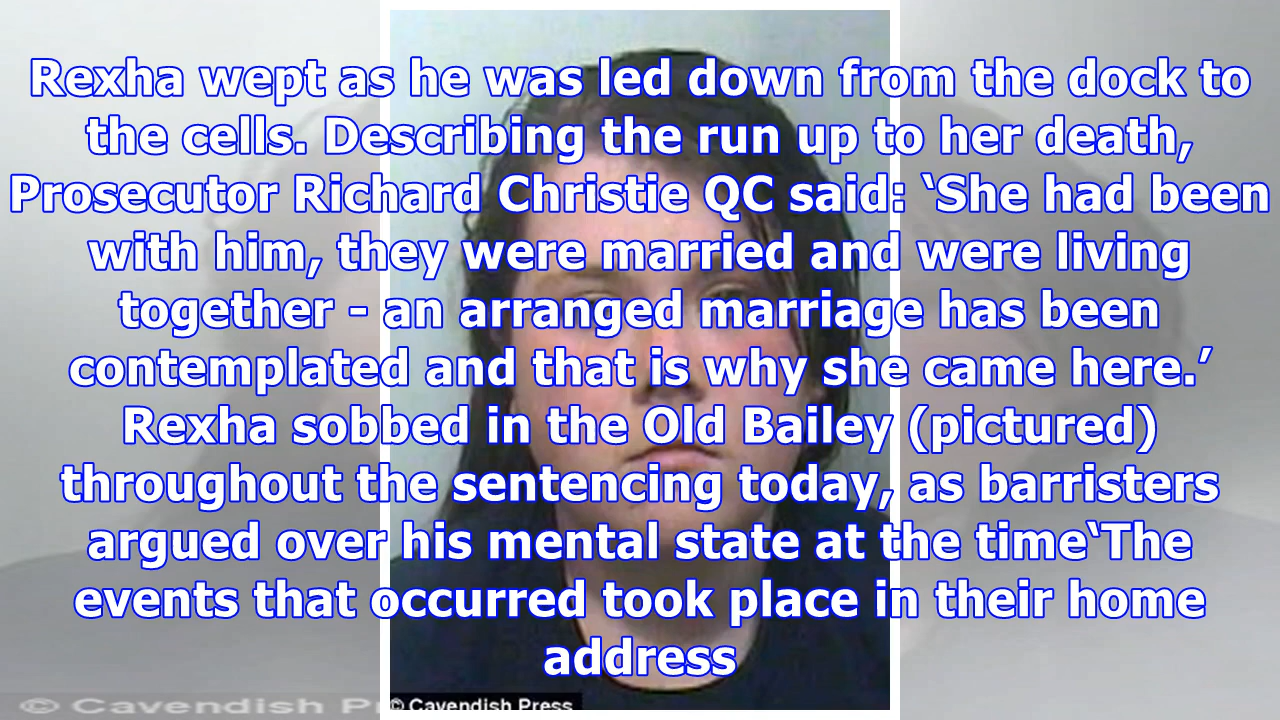 Rexha wept as he was led down from the dock to
the cells. Describing the run up to her death,
Prosecutor Richard Christie QC said: ‘She had been
with him, they were married and were living
together - an arranged marriage has been
contemplated and that is why she came here.’
Rexha sobbed in the Old Bailey (pictured)
throughout the sentencing today, as barristers
argued over his mental state at the time‘The
events that occurred took place in their home
address
© Cavendish Pr
© Cavendish Press